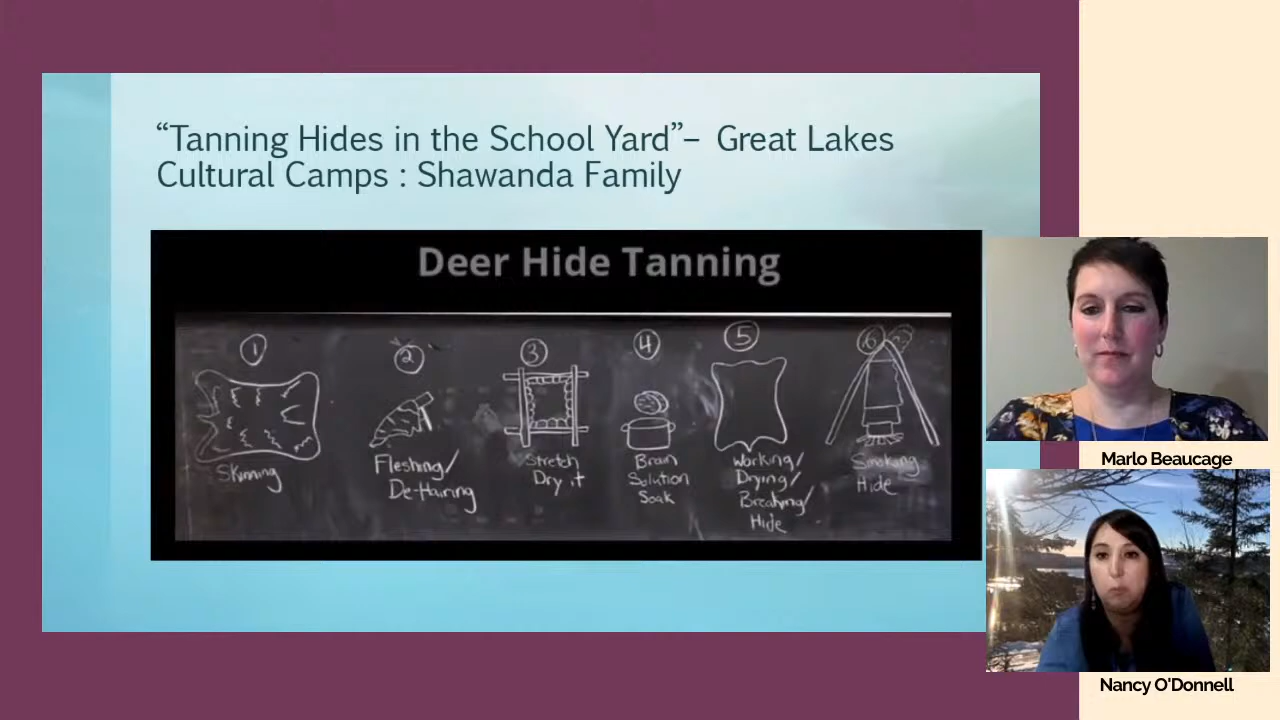 “Tanning Hides in the School Yard”– Great Lakes
Cultural Camps : Shawanda Family
Deer Hide Tanning
1
2
3
4
5
6
Skinning
Fleshing/
De-Hairing
Stretch
Dry it
Brain
Solution
Soak
Working/
Drying/
Breaking/
Hide
Smoking
Hide
Marlo Beaucage
Nancy O'Donnell